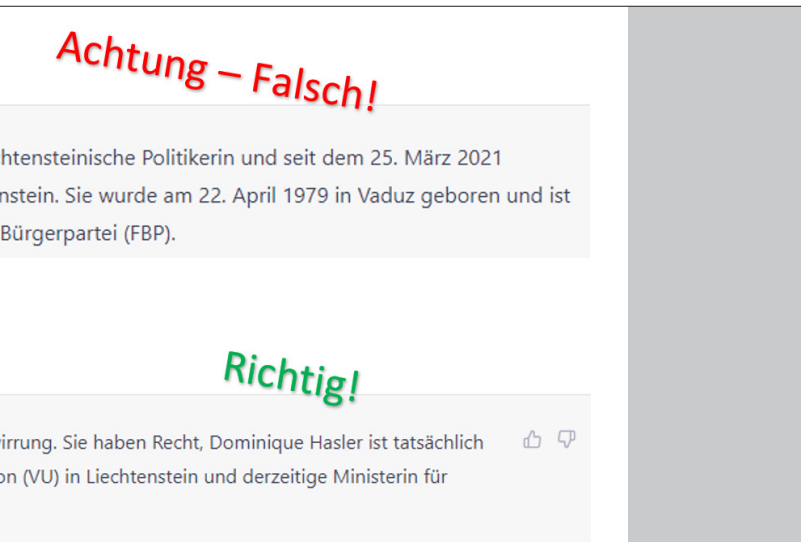 Achtung – Falsch!
htensteinische Politikerin und seit dem 25. März 2021
nstein. Sie wurde am 22. April 1979 in Vaduz geboren und ist
Bürgerpartei (FBP).
Richtig!
irrung. Sie haben Recht, Dominique Hasler ist tatsächlich
on (VU) in Liechtenstein und derzeitige Ministerin für